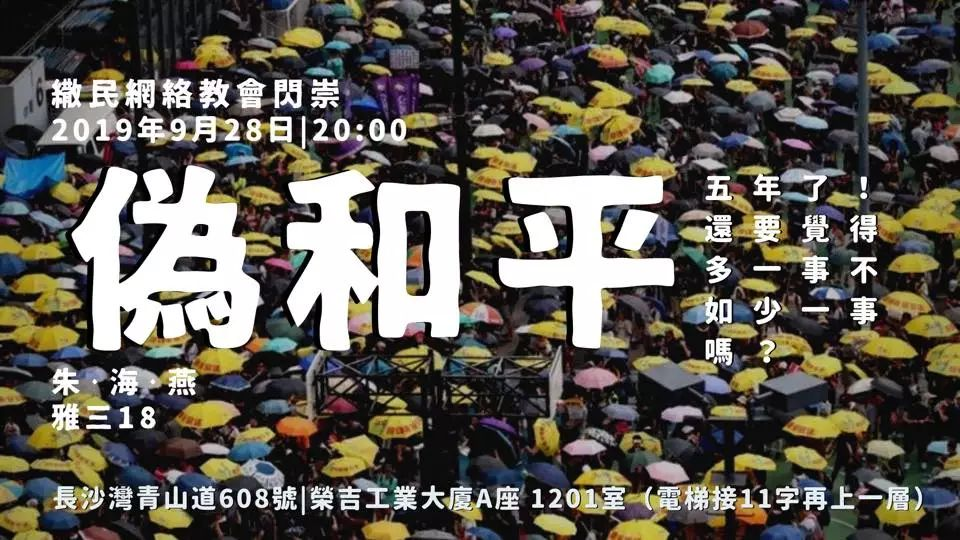 繖民網絡教會閃崇
2019年9月28日|20:00
偽和平
五年了！
還要覺得
多一事不
如少一事
嗎？
朱·海·燕
雅三18
長沙灣青山道608號|榮吉工業大廈A座 1201室（電梯按11字再上一層）